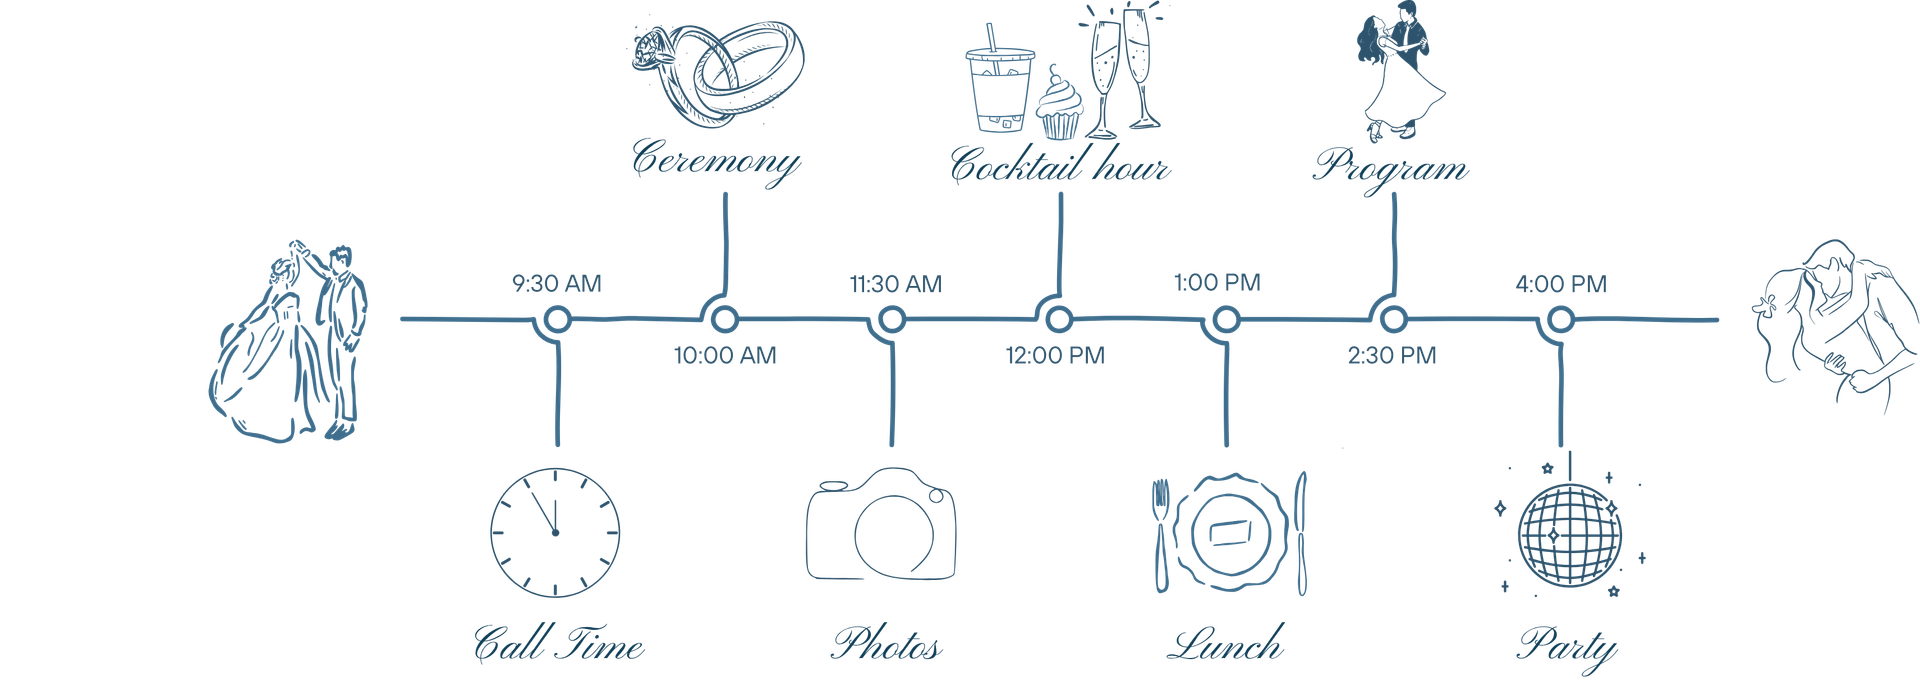 Ceremony
Cocktail hour
Program
9:30 AM
11:30 AM
1:00 PM
4:00 PM
10:00 AM
12:00 PM
2:30 PM
Call Time
Photos
Lunch
Party